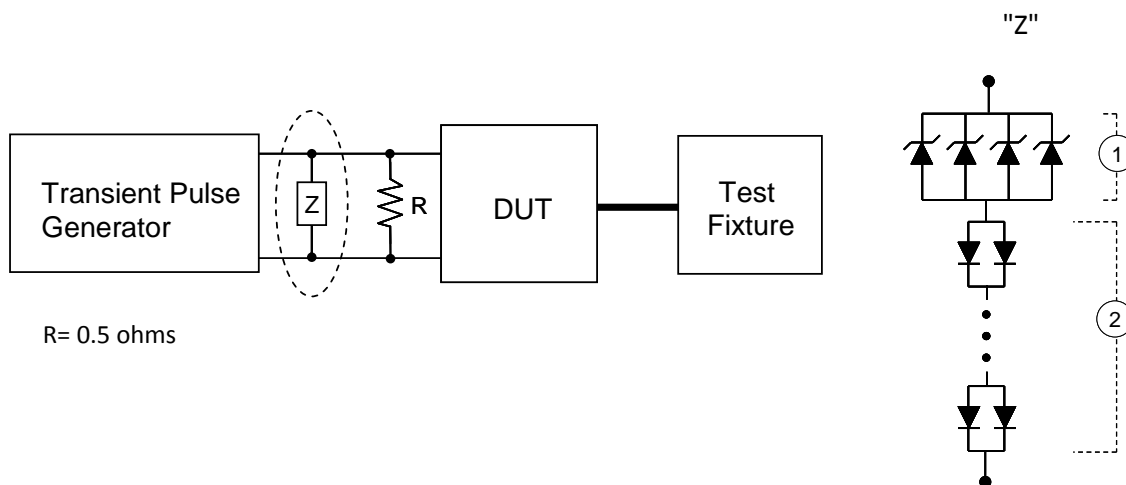 "Z"
Transient Pulse
Generator
Z
R
DUT
Test
Fixture
1
2
R= 0.5 ohms